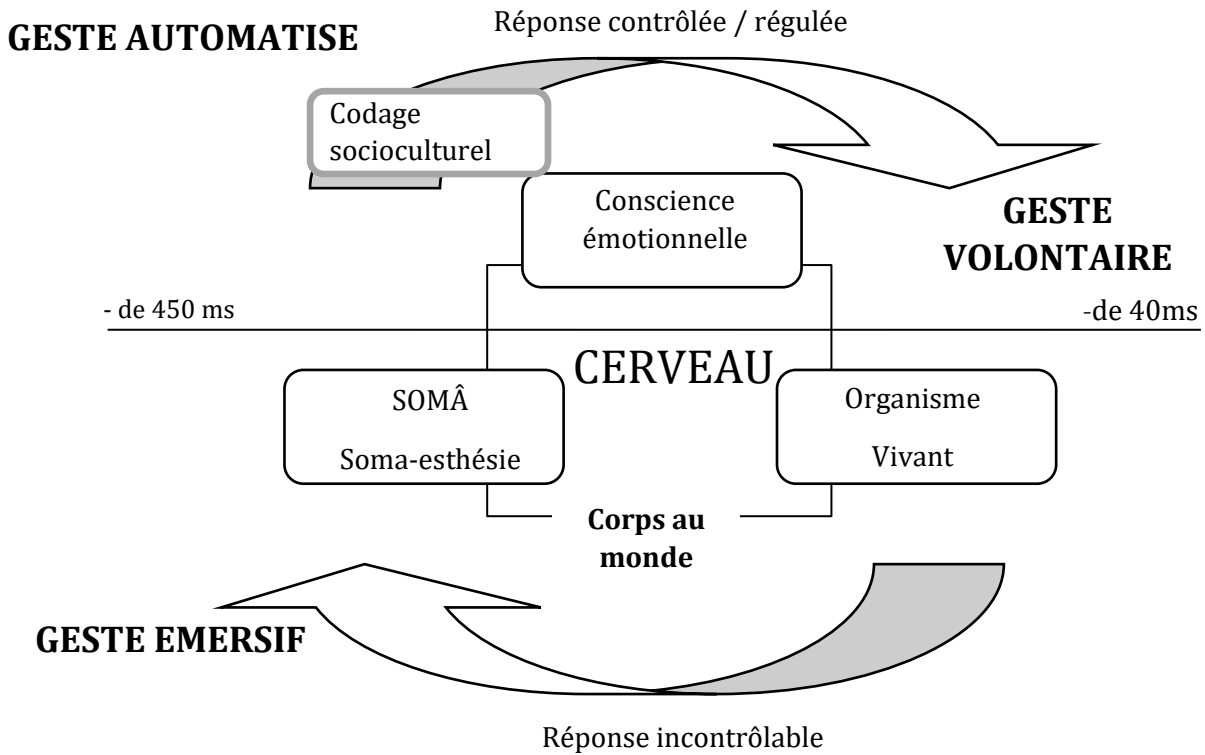 Réponse contrôlée / régulée
GESTE AUTOMATISE
Codage
socioculturel
Conscience
émotionnelle
GESTE
VOLONTAIRE
- de 450 ms
-de 40ms
CERVEAU
SOMÂ
Soma-esthésie
Organisme
Vivant
Corps au
monde
GESTE EMERSIF
Réponse incontrôlable